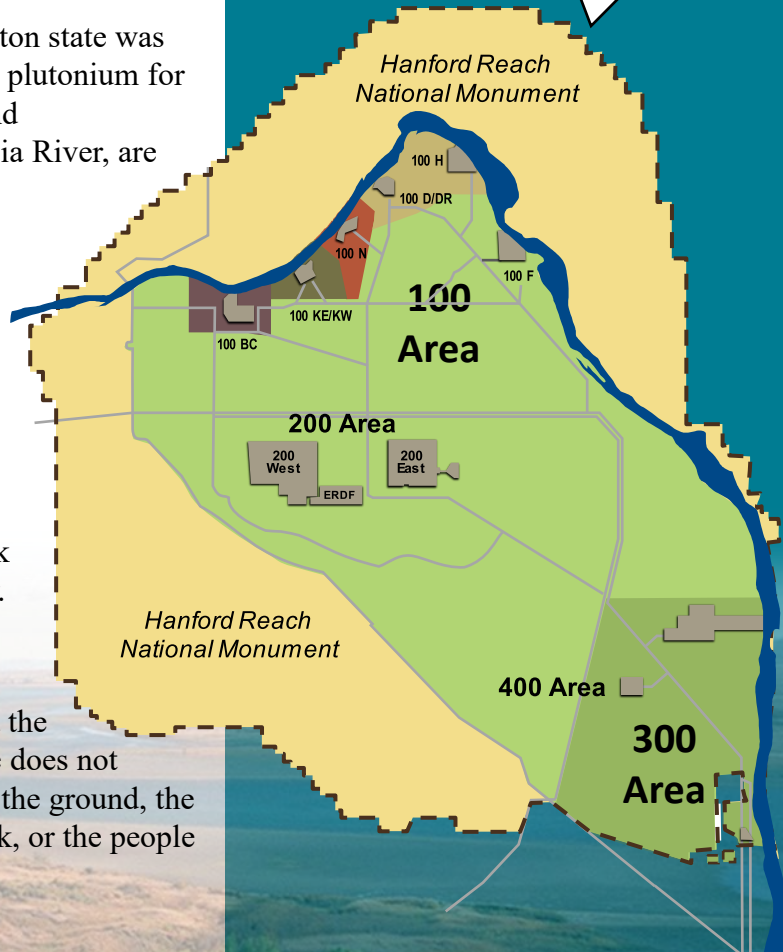 ton state was
plutonium for
nd
ia River, are
k
.
the
e does not
the ground, the
k, or the people
Hanford Reach
National Monument
100 H
100 D/DR
100 N
100 F
100 KE/KW
100 BC
100
Area
200 Area
200
West
200
East
ERDF
Hanford Reach
National Monument
400 Area
300
Area